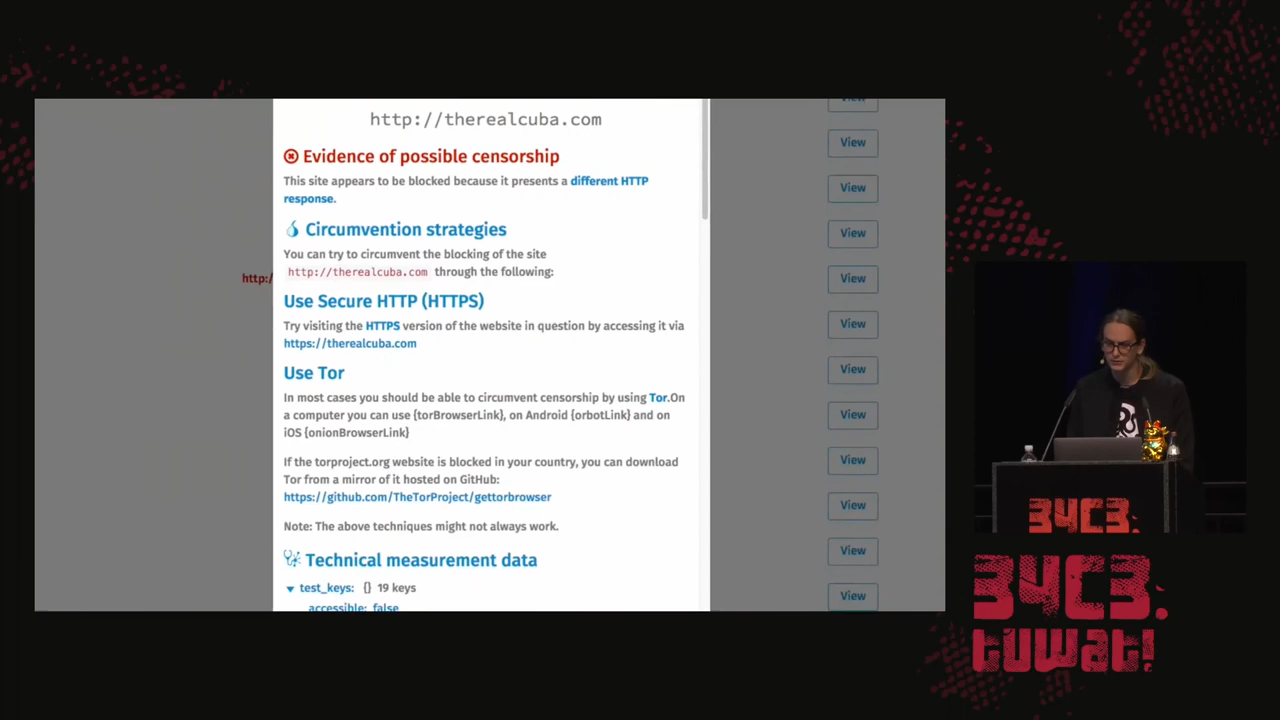 http://therealcuba.com
Evidence of possible censorship
This site appears to be blocked because it presents a different HTTP
response.
Circumvention strategies
You can try to circumvent the blocking of the site
http://therealcuba.com through the following:
http:/
Use Secure HTTP (HTTPS)
Try visiting the HTTPS version of the website in question by accessing it via
https://therealcuba.com
Use Tor
In most cases you should be able to circumvent censorship by using Tor.On
a computer you can use {torBrowserLink}, on Android {orbotLink} and on
iOS {onionBrowserLink}
If the torproject.org website is blocked in your country, you can download
Tor from a mirror of it hosted on GitHub:
https://github.com/TheTorProject/gettorbrowser
Note: The above techniques might not always work.
Technical measurement data
test_keys: {} 19 keys
accessible: false
View
View
View
View
View
View
View
View
View
View
View
View
34C3.
34C3.
tuwat!